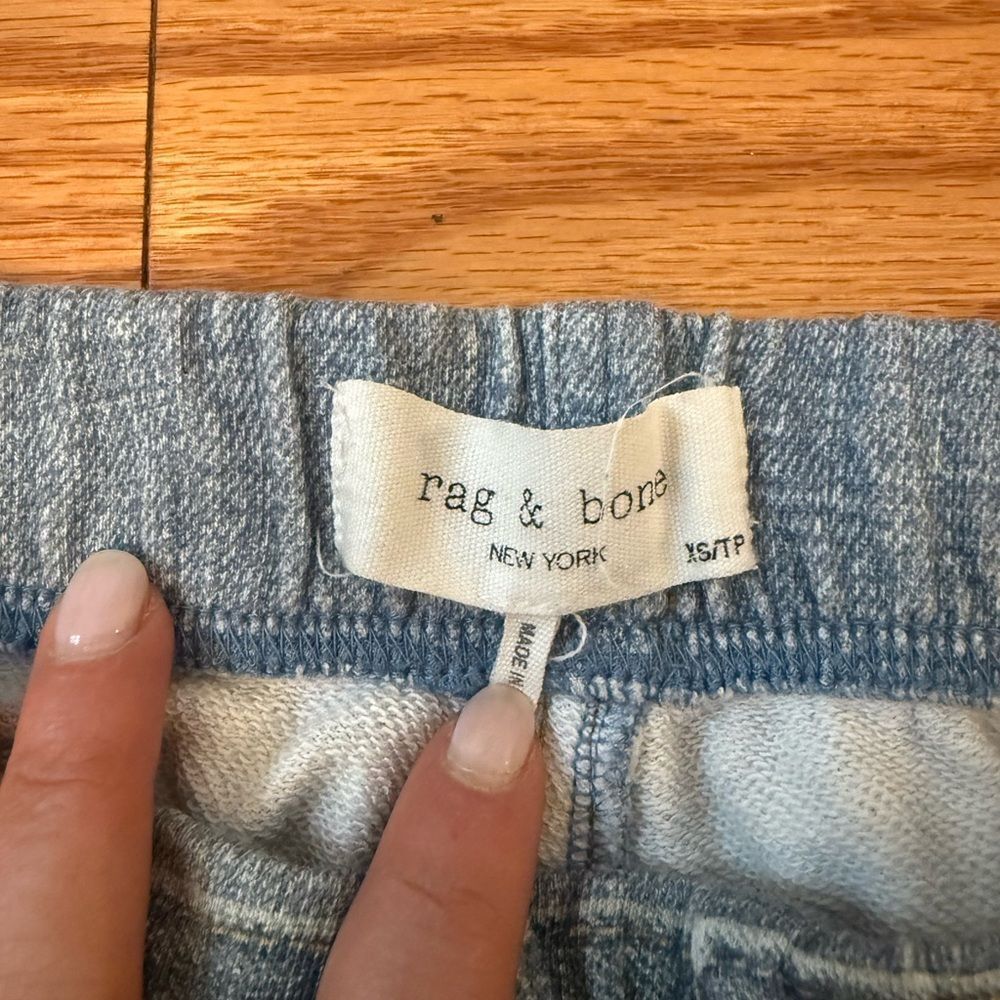 rag & bone
NEW YORK
XS/TP
MADE IN